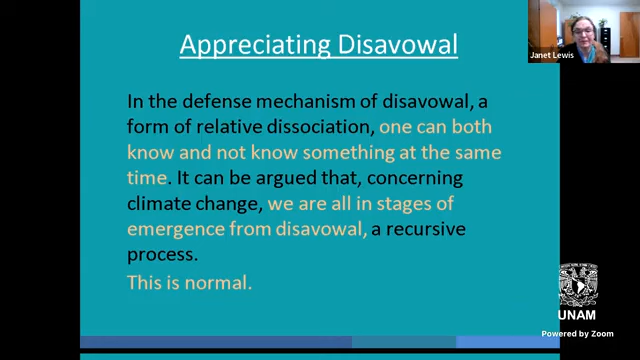 Appreciating Disavowal
Janet Lewis
In the defense mechanism of disavowal, a
form of relative dissociation, one can both
know and not know something at the same
time. It can be argued that, concerning
climate change, we are all in stages of
emergence from disavowal, a recursive
process.
This is normal.
UNAM
Powered by Zoom